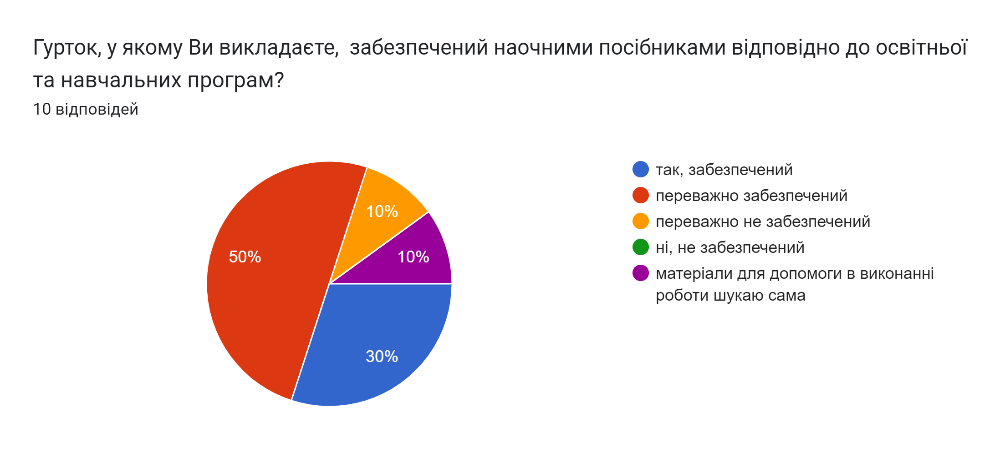 Гурток, у якому Ви викладаєте,  забезпечений наочними посібниками відповідно до освітньої
та навчальних програм?
10 відповідей
10%
50%
10%
30%
так, забезпечений
переважно забезпечений
переважно не забезпечений
ні, не забезпечений
матеріали для допомоги в виконанні
роботи шукаю сама